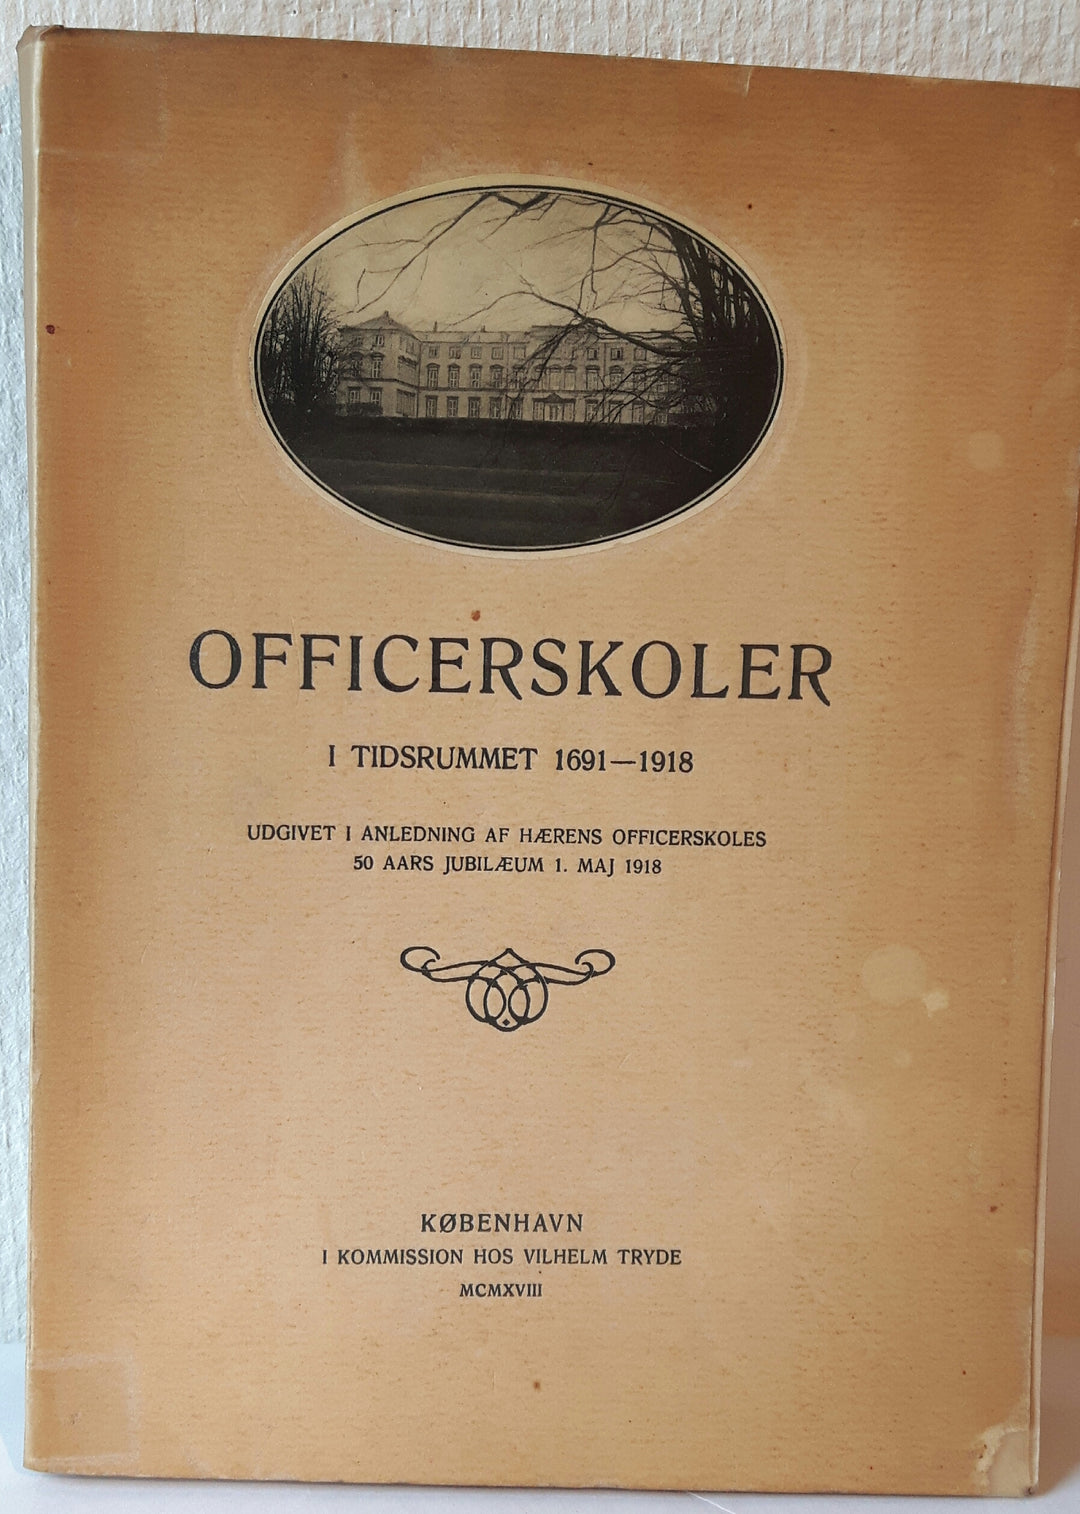 OFFICERSKOLER
I TIDSRUMMET 1691—1918
UDGIVET I ANLEDNING AF HÆRENS OFFICERSKOLES
50 AARS JUBILÆUM 1. MAJ 1918
KØBENHAVN
I KOMMISSION HOS VILHELM TRYDE
MCMXVIII